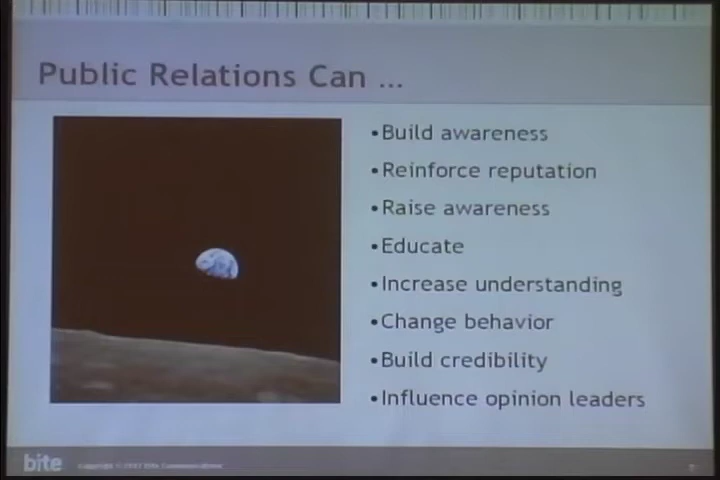 Public Relations Can ...
•Build awareness
•Reinforce reputation
•Raise awareness
•Educate
•Increase understanding
•Change behavior
•Build credibility
•Influence opinion leaders
bite